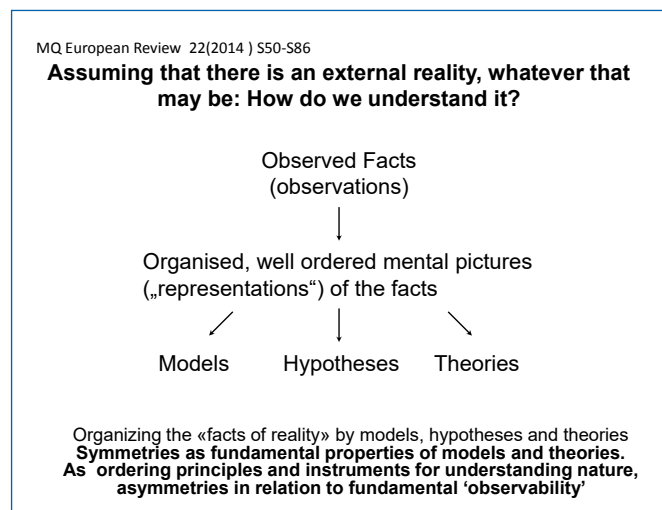 MQ European Review  22(2014 ) S50-S86
Assuming that there is an external reality, whatever that
may be: How do we understand it?
Observed Facts
(observations)
Organised, well ordered mental pictures
(„representations“) of the facts
Models Hypotheses Theories
Organizing the «facts of reality» by models, hypotheses and theories
Symmetries as fundamental properties of models and theories.
As  ordering principles and instruments for understanding nature,
asymmetries in relation to fundamental ‘observability’